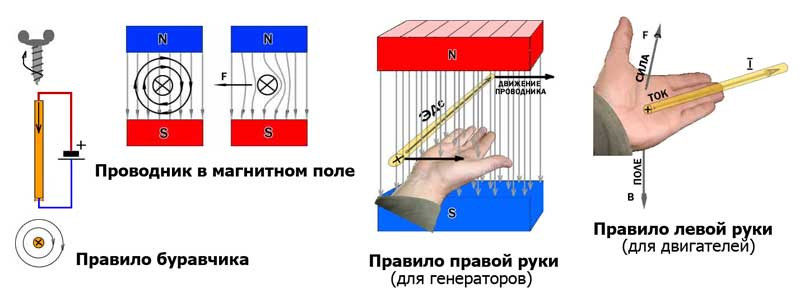 +
Правило буравчика
N
S
N
F
S
Проводник в магнитном поле
N
ДВИЖЕНИЕ
ПРОВОДНИКА
ЭДС
+
S
Правило правой руки
(для генераторов)
F
СИЛА
I
ТОК
ПОЛЕ
B
Правило левой руки
(для двигателей)